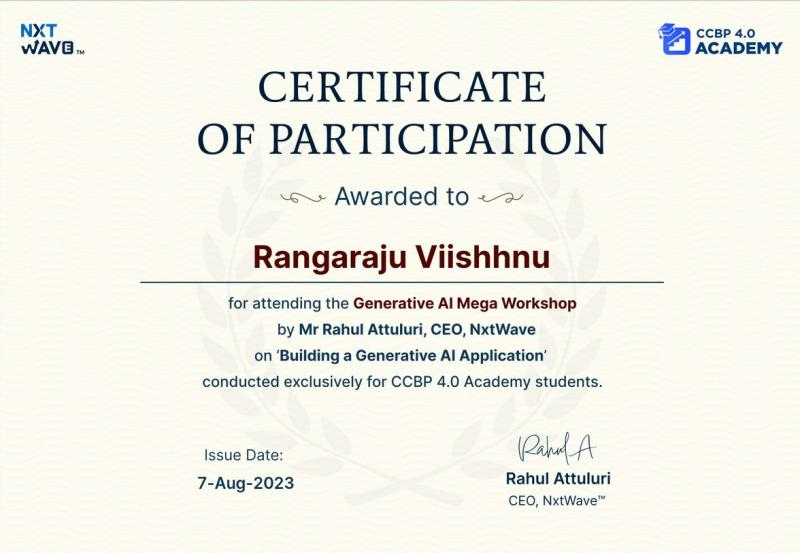 NXT
WAVE™
CCBP 4.0
ACADEMY
CERTIFICATE
OF PARTICIPATION
Awarded to
Rangaraju Viishhnu
for attending the Generative AI Mega Workshop
by Mr Rahul Attuluri, CEO, NxtWave
on ‘Building a Generative AI Application’
conducted exclusively for CCBP 4.0 Academy students.
Issue Date:
7-Aug-2023
Rahul A
Rahul Attuluri
CEO, NxtWave™